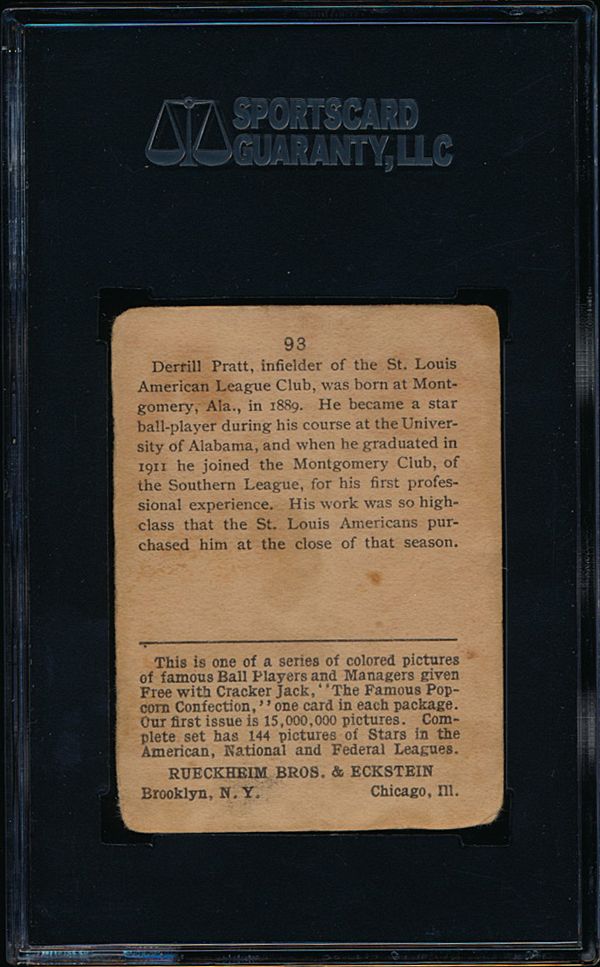 SPORTSCARD
GUARANTY, LLC
93
Derrill Pratt, infielder of the St. Louis
American League Club, was born at Mont-
gomery, Ala., in 1889. He became a star
ball-player during his course at the Univer-
sity of Alabama, and when he graduated in
1911 he joined the Montgomery Club, of
the Southern League, for his first profes-
sional experience. His work was so high-
class that the St. Louis Americans pur-
chased him at the close of that season.
This is one of a series of colored pictures
of famous Ball Players and Managers given
Free with Cracker Jack, "The Famous Pop-
corn Confection," one card in each package.
Our first issue is 15,000,000 pictures. Com-
plete set has 144 pictures of Stars in the
American, National and Federal Leagues.
RUECKHEIM BROS. & ECKSTEIN
Brooklyn, N. Y. Chicago, Ill.